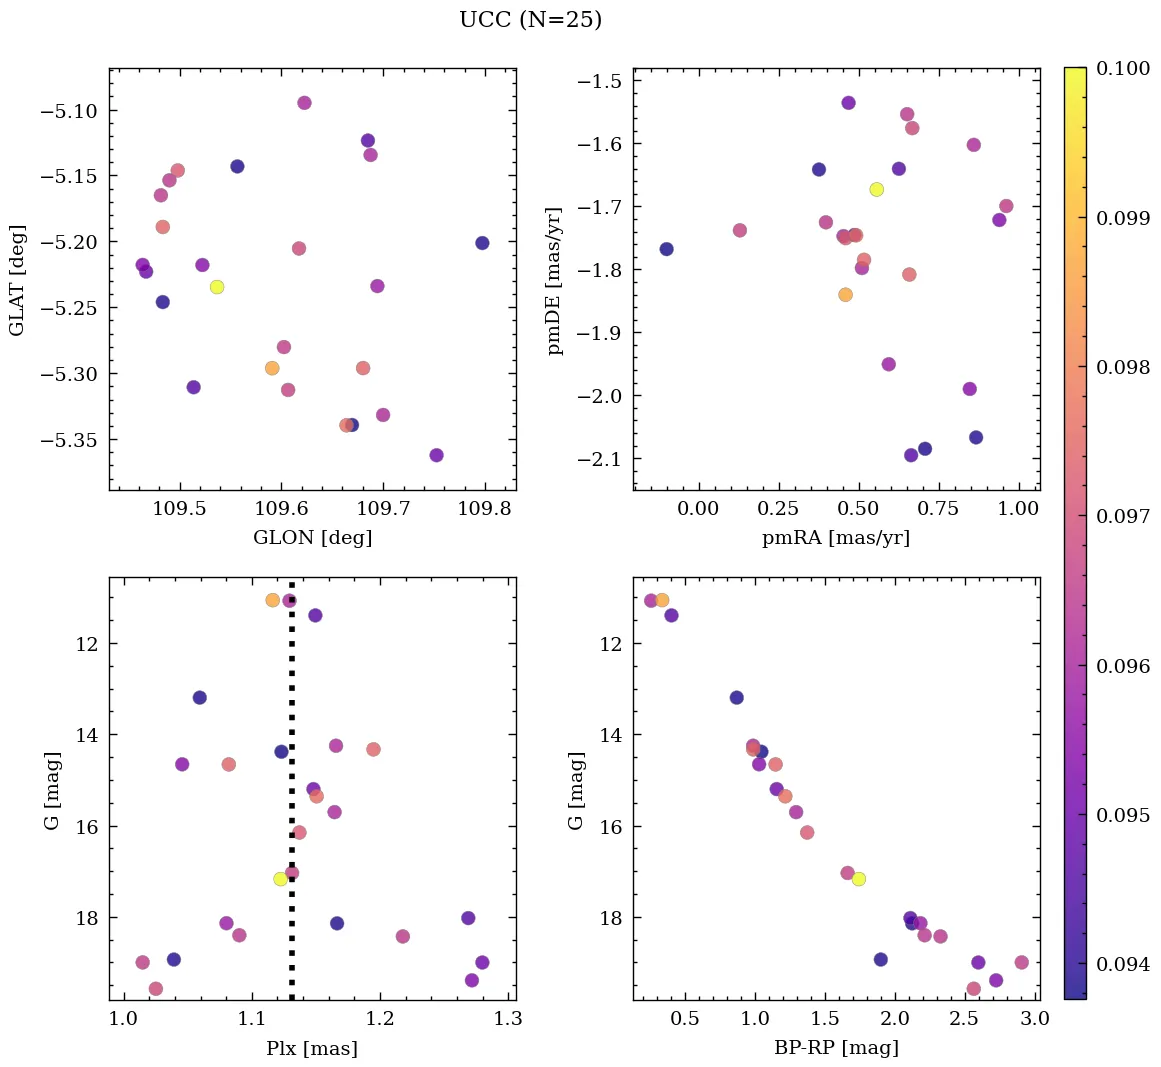 UCC (N=25)
−5.10
−5.15
−5.20
−5.25
−5.30
−5.35
GLAT [deg]
109.5 109.6 109.7 109.8
GLON [deg]
−1.5
−1.6
−1.7
−1.8
−1.9
−2.0
−2.1
pmDE [mas/yr]
0.00 0.25 0.50 0.75 1.00
pmRA [mas/yr]
12
14
16
18
G [mag]
1.0 1.1 1.2 1.3
Plx [mas]
12
14
16
18
G [mag]
0.5 1.0 1.5 2.0 2.5 3.0
BP-RP [mag]
0.100
0.099
0.098
0.097
0.096
0.095
0.094